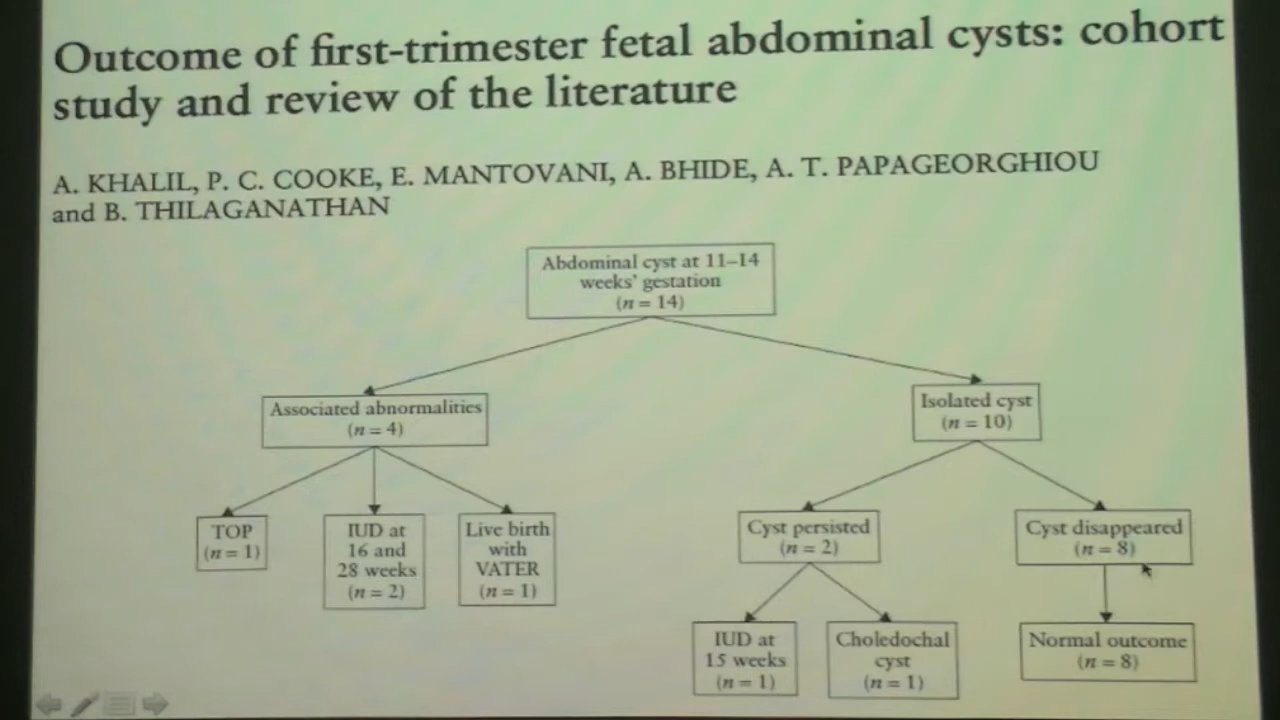 Outcome of first-trimester fetal abdominal cysts: cohort
study and review of the literature
A. KHALIL, P. C. COOKE, E. MANTOVANI, A. BHIDE, A. T. PAPAGEORGHIOU
and B. THILAGANATHAN
Abdominal cyst at 11–14
weeks' gestation
(n = 14)
Associated abnormalities
(n = 4)
Isolated cyst
(n = 10)
TOP
(n = 1)
IUD at
16 and
28 weeks
(n = 2)
Live birth
with
VATER
(n = 1)
Cyst persisted
(n = 2)
Cyst disappeared
(n = 8)
IUD at
15 weeks
(n = 1)
Choledochal
cyst
(n = 1)
Normal outcome
(n = 8)